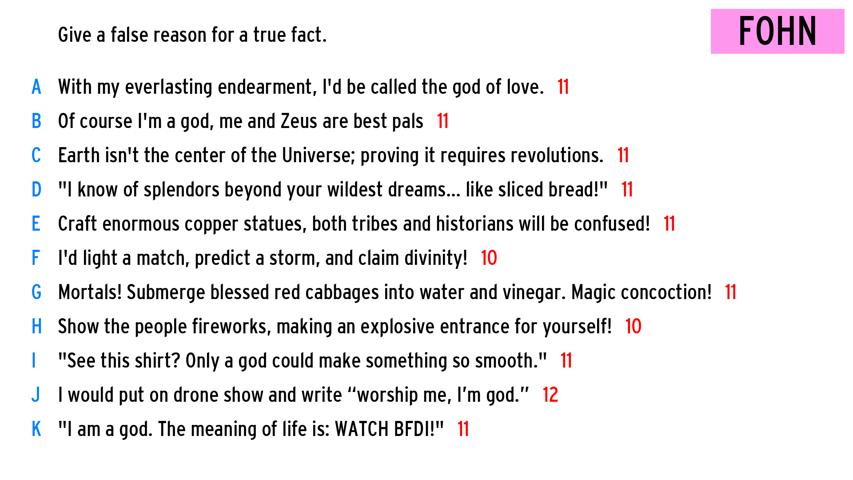 Give a false reason for a true fact.
FOHN
A With my everlasting endearment, I'd be called the god of love. 11
B Of course I'm a god, me and Zeus are best pals 11
C Earth isn't the center of the Universe; proving it requires revolutions. 11
D "I know of splendors beyond your wildest dreams... like sliced bread!" 11
E Craft enormous copper statues, both tribes and historians will be confused! 11
F I'd light a match, predict a storm, and claim divinity! 10
G Mortals! Submerge blessed red cabbages into water and vinegar. Magic concoction! 11
H Show the people fireworks, making an explosive entrance for yourself! 10
I "See this shirt? Only a god could make something so smooth." 11
J I would put on drone show and write “worship me, I’m god.” 12
K "I am a god. The meaning of life is: WATCH BFDI!" 11